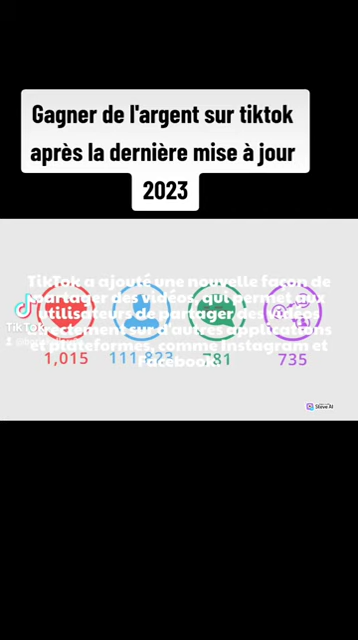 Gagner de l'argent sur tiktok
après la dernière mise à jour
2023
TikTok a ajouté une nouvelle façon de
partager des vidéos, qui permet aux
utilisateurs de partager des vidéos
directement sur d'autres applications
et plateformes, comme Instagram et
Facebook.
TikTok
1,015
111,823
781
735
Steve AI